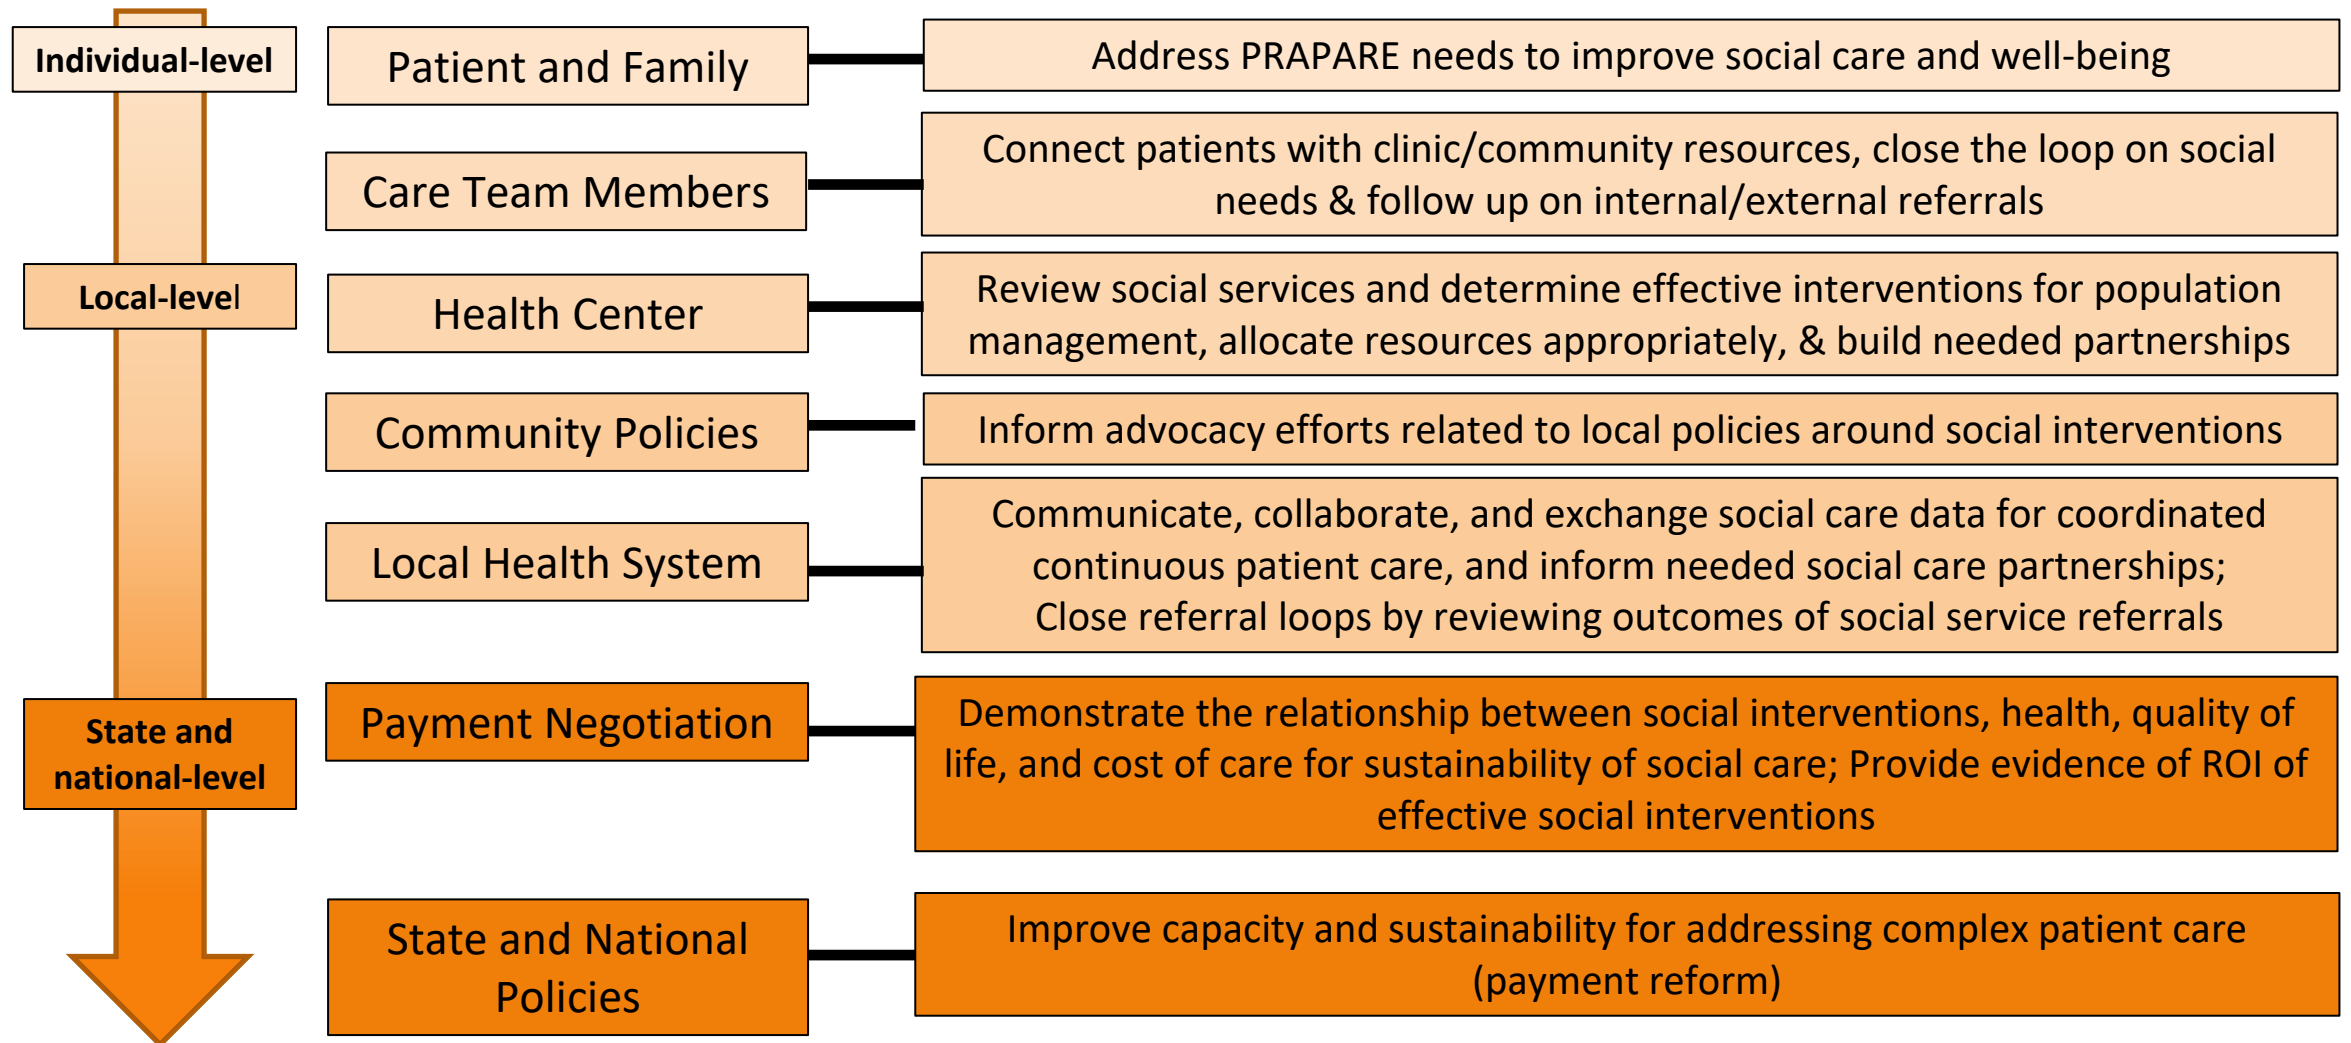 Individual-level
Patient and Family
Address PRAPARE needs to improve social care and well-being
Care Team Members
Connect patients with clinic/community resources, close the loop on social
needs & follow up on internal/external referrals
Local-level
Health Center
Review social services and determine effective interventions for population
management, allocate resources appropriately, & build needed partnerships
Community Policies
Inform advocacy efforts related to local policies around social interventions
Local Health System
Communicate, collaborate, and exchange social care data for coordinated
continuous patient care, and inform needed social care partnerships;
Close referral loops by reviewing outcomes of social service referrals
State and
national-level
Payment Negotiation
Demonstrate the relationship between social interventions, health, quality of
life, and cost of care for sustainability of social care; Provide evidence of ROI of
effective social interventions
State and National
Policies
Improve capacity and sustainability for addressing complex patient care
(payment reform)